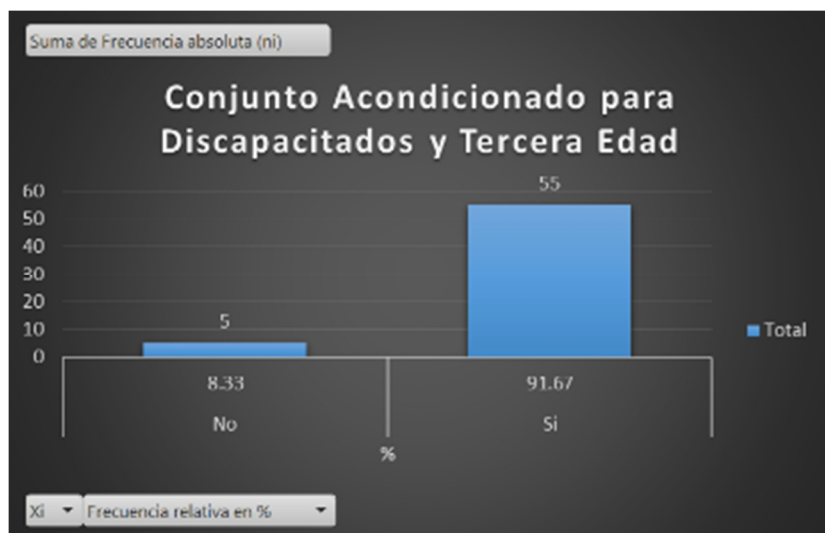 Suma de Frecuencia absoluta (ni)
Conjunto Acondicionado para
Discapacitados y Tercera Edad
60
50
40
30
20
10
0
5
55
8.33
91.67
No
Si
%
Total
Xi
Frecuencia relativa en %